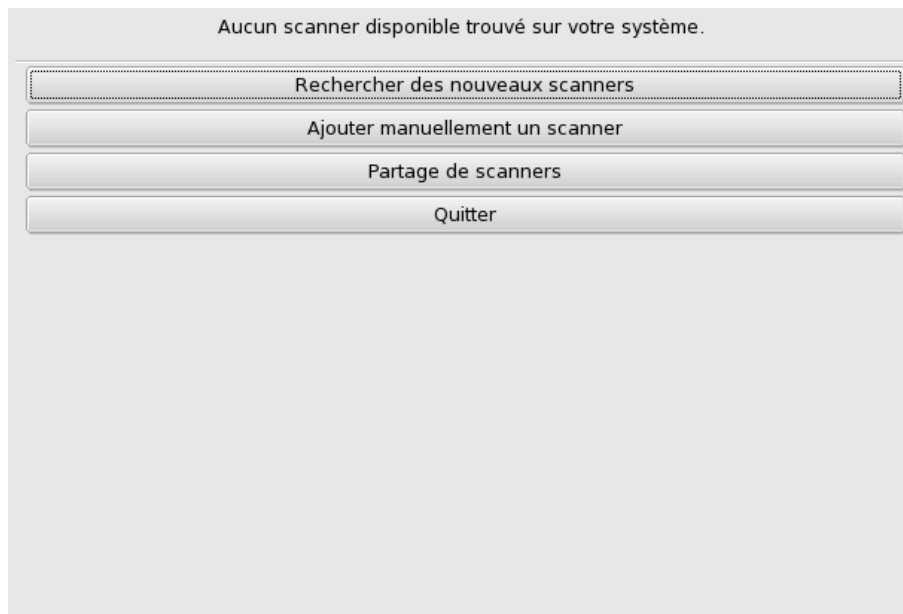 Aucun scanner disponible trouvé sur votre système.
Rechercher des nouveaux scanners
Ajouter manuellement un scanner
Partage de scanners
Quitter